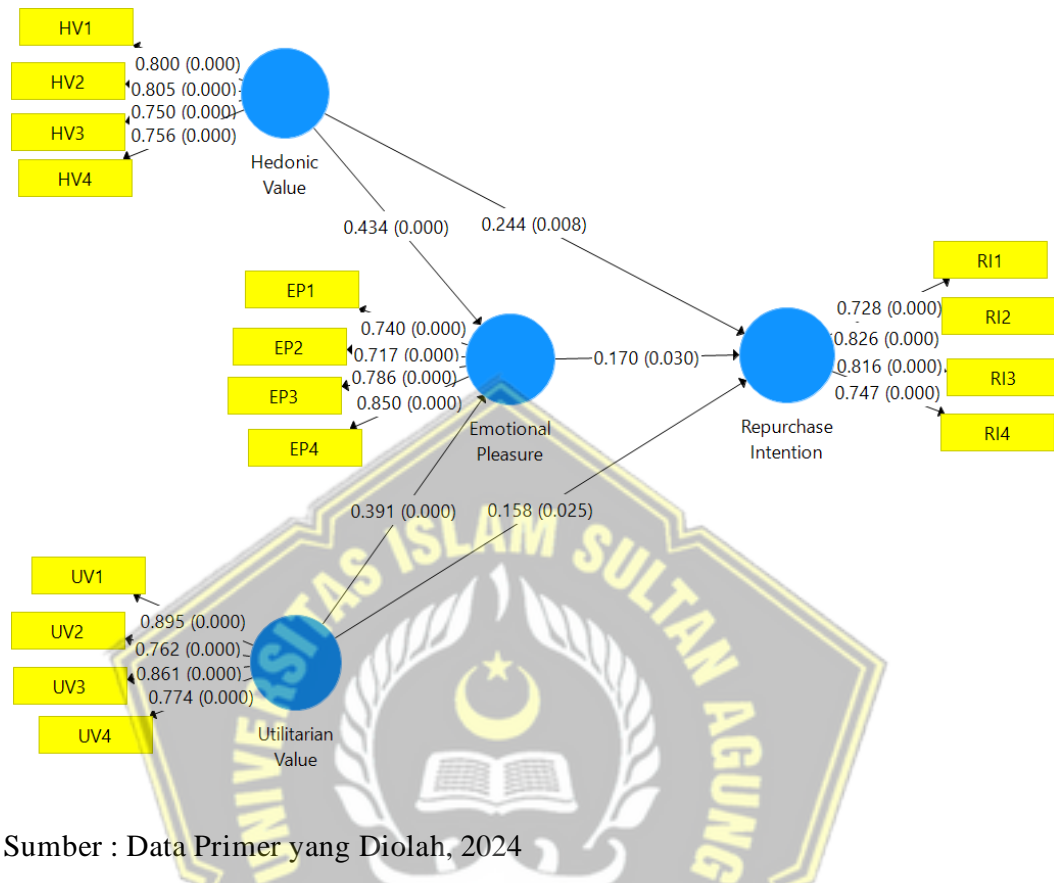 HV1
0.800 (0.000)
HV2
0.805 (0.000)
0.750 (0.000)
HV3
0.756 (0.000)
HV4
Hedonic
Value
0.434 (0.000)
0.244 (0.008)
EP1
0.740 (0.000)
EP2
0.717 (0.000)
0.786 (0.000)
EP3
0.850 (0.000)
EP4
Emotional
Pleasure
0.170 (0.030)
RI1
0.728 (0.000)
RI2
0.826 (0.000)
0.816 (0.000)
RI3
0.747 (0.000)
RI4
Repurchase
Intention
0.391 (0.000)
0.158 (0.025)
UV1
0.895 (0.000)
UV2
0.762 (0.000)
0.861 (0.000)
UV3
0.774 (0.000)
UV4
Utilitarian
Value
UNIVERSITAS ISLAM SULTAN AGUNG
Sumber : Data Primer yang Diolah, 2024